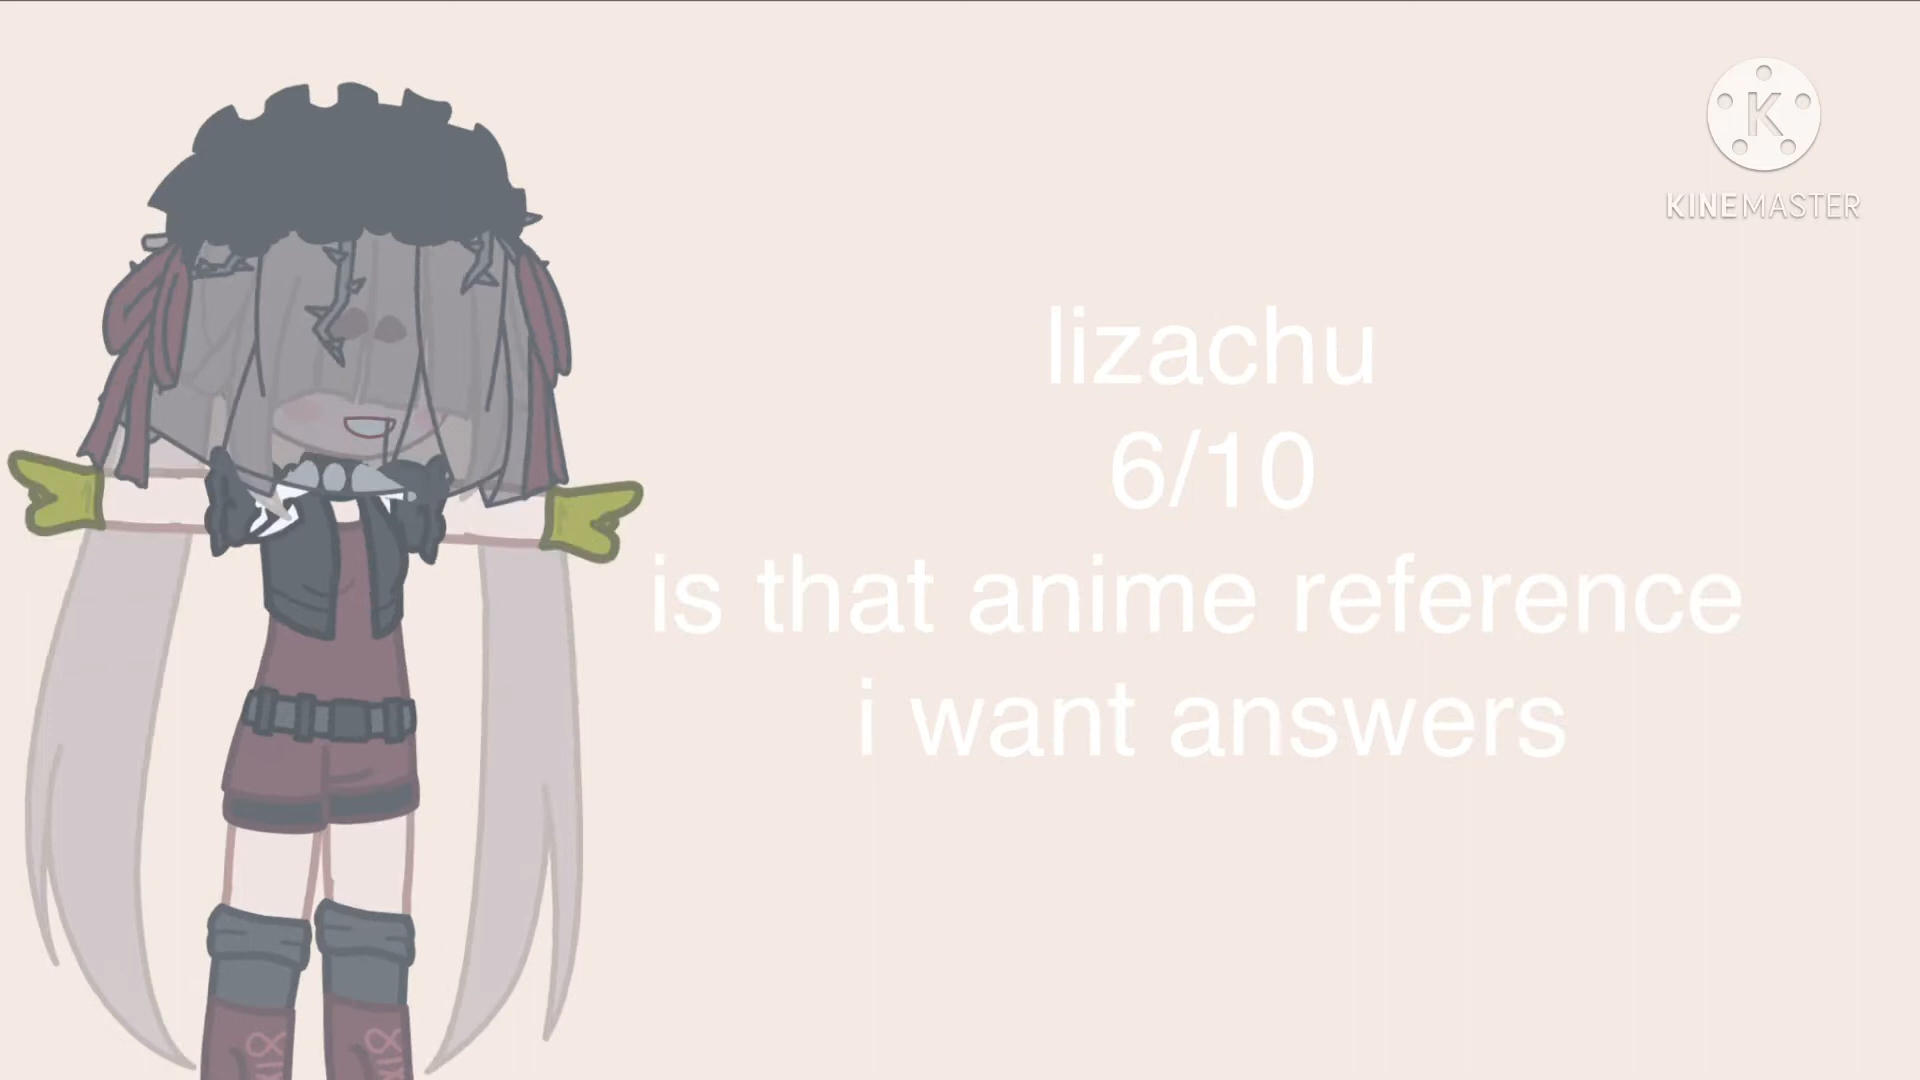 K
KINEMASTER
lizachu
6/10
is that anime reference
i want answers